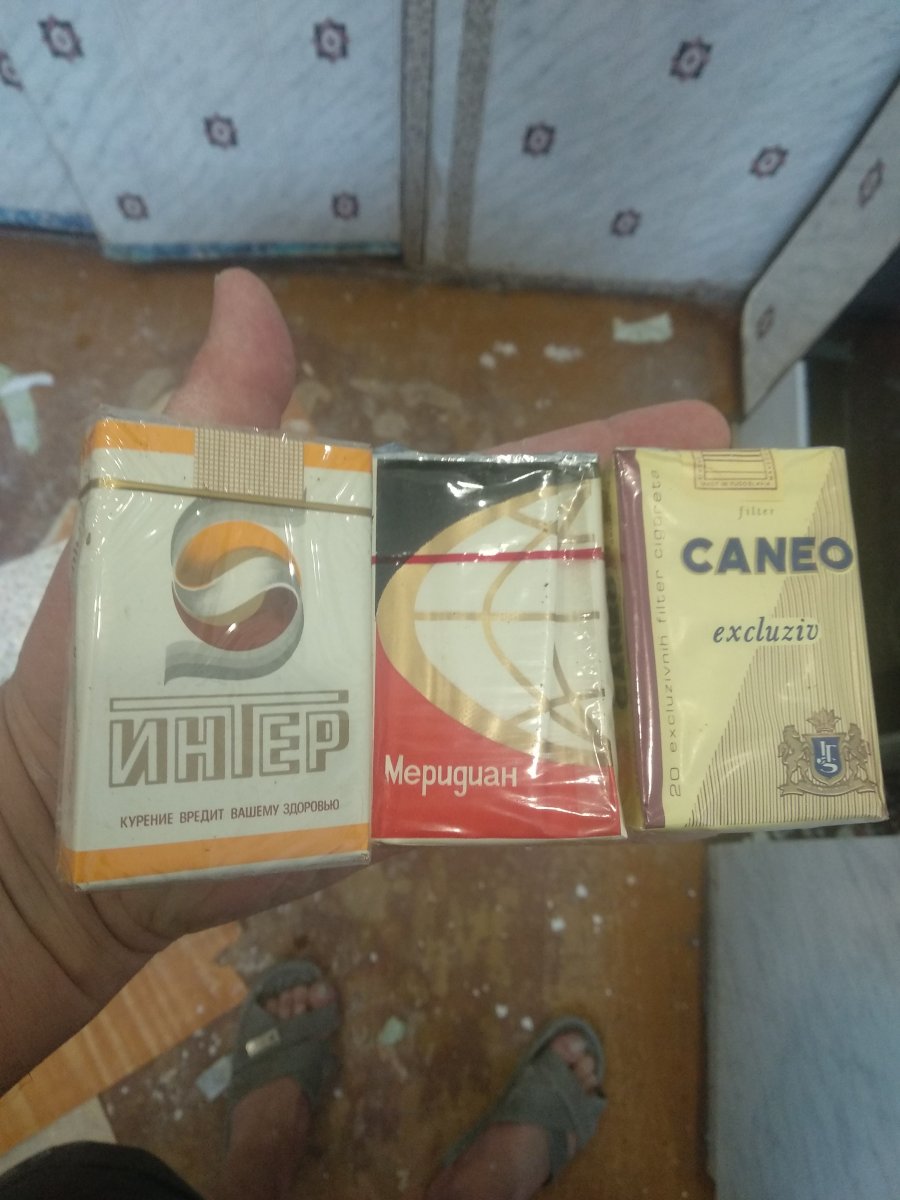 ИНТЕР
КУРЕНИЕ ВРЕДИТ ВАШЕМУ ЗДОРОВЬЮ
Меридиан
filter
CANEO
excluziv
20 excluzivnih filter cigareta